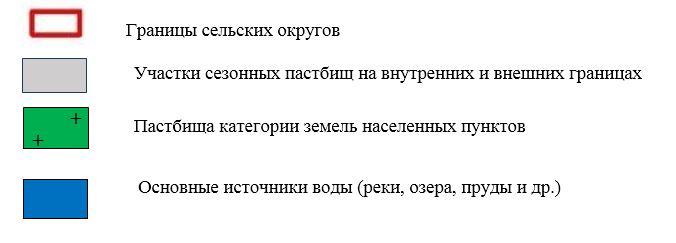 Границы сельских округов
Участки сезонных пастбищ на внутренних и внешних границах
Пастбища категории земель населенных пунктов
Основные источники воды (реки, озера, пруды и др.)